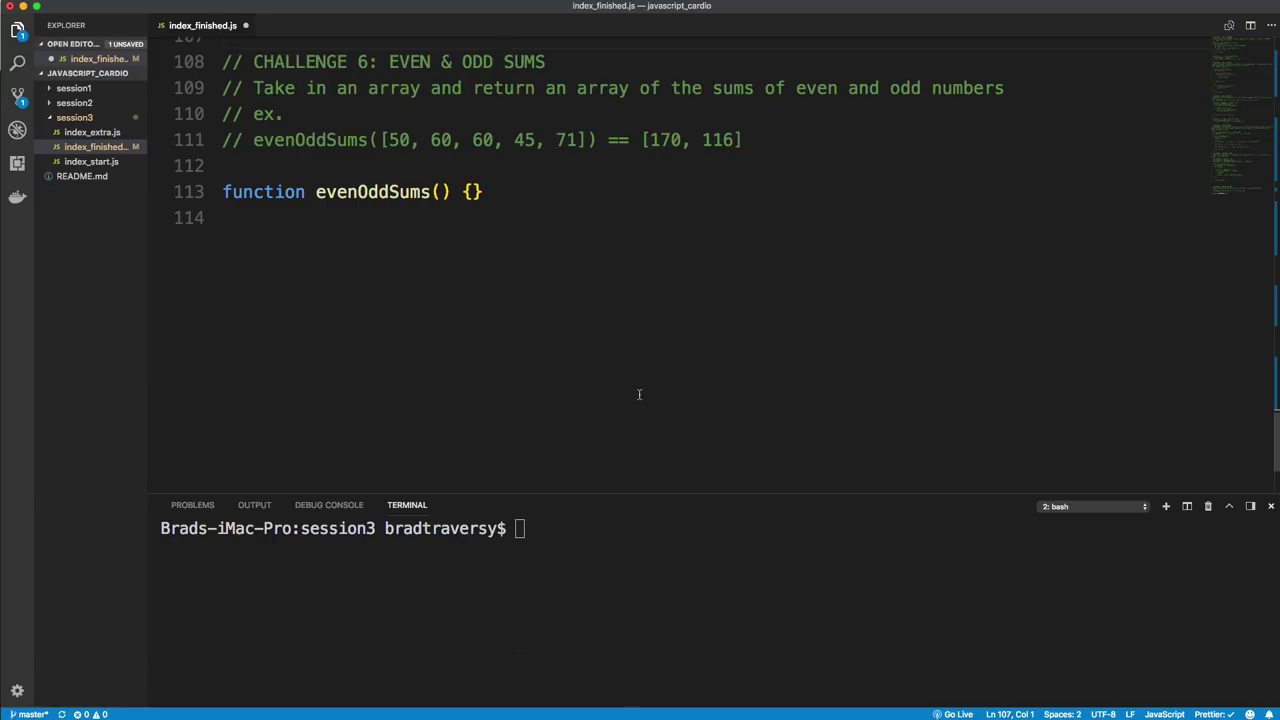 index_finished.js — javascript_cardio
EXPLORER
index_finished.js
OPEN EDITO... 1 UNSAVED
index_finishe... M
JAVASCRIPT_CARDIO
session1
session2
session3
index_extra.js
index_finished... M
index_start.js
README.md
1
1
107
108 // CHALLENGE 6: EVEN & ODD SUMS
109 // Take in an array and return an array of the sums of even and odd numbers
110 // ex.
111 // evenOddSums([50, 60, 60, 45, 71]) == [170, 116]
112
113 function evenOddSums() {}
114
PROBLEMS OUTPUT DEBUG CONSOLE TERMINAL 2: bash
Brads-iMac-Pro:session3 bradtraversy$
master* 0 0 Go Live Ln 107, Col 1 Spaces: 2 UTF-8 LF JavaScript Prettier: ✓